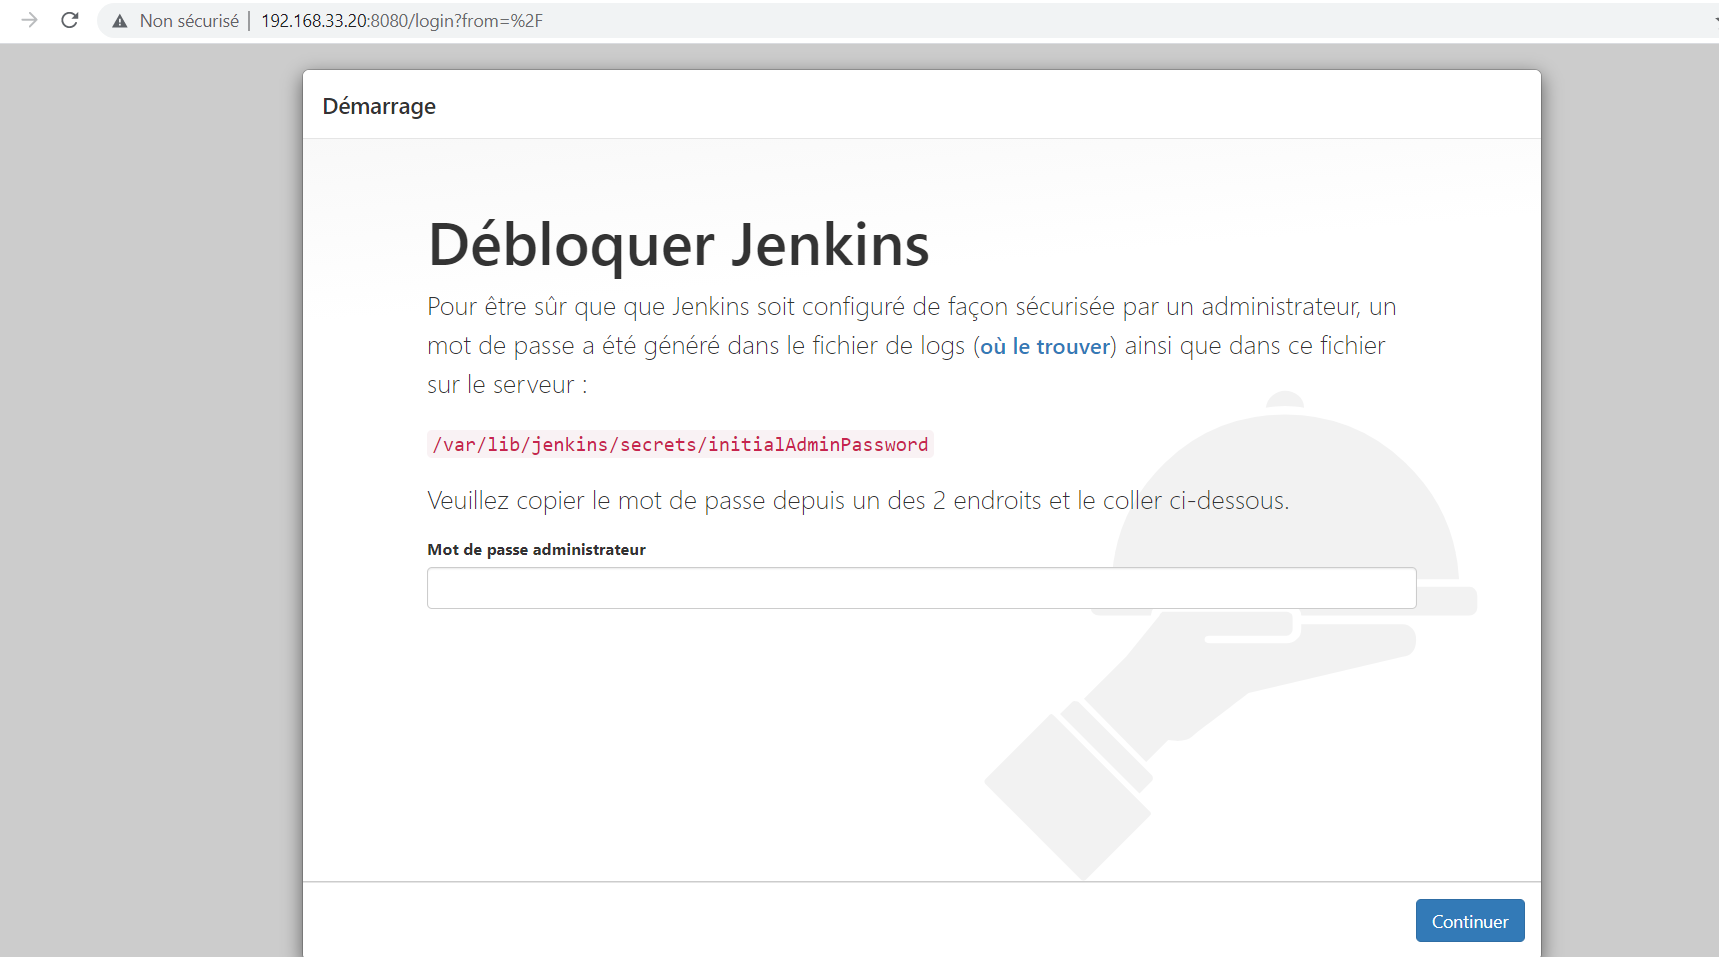 Non sécurisé | 192.168.33.20:8080/login?from=%2F
Démarrage
Débloquer Jenkins
Pour être sûr que que Jenkins soit configuré de façon sécurisée par un administrateur, un
mot de passe a été généré dans le fichier de logs (où le trouver) ainsi que dans ce fichier
sur le serveur :
/var/lib/jenkins/secrets/initialAdminPassword
Veuillez copier le mot de passe depuis un des 2 endroits et le coller ci-dessous.
Mot de passe administrateur
Continuer